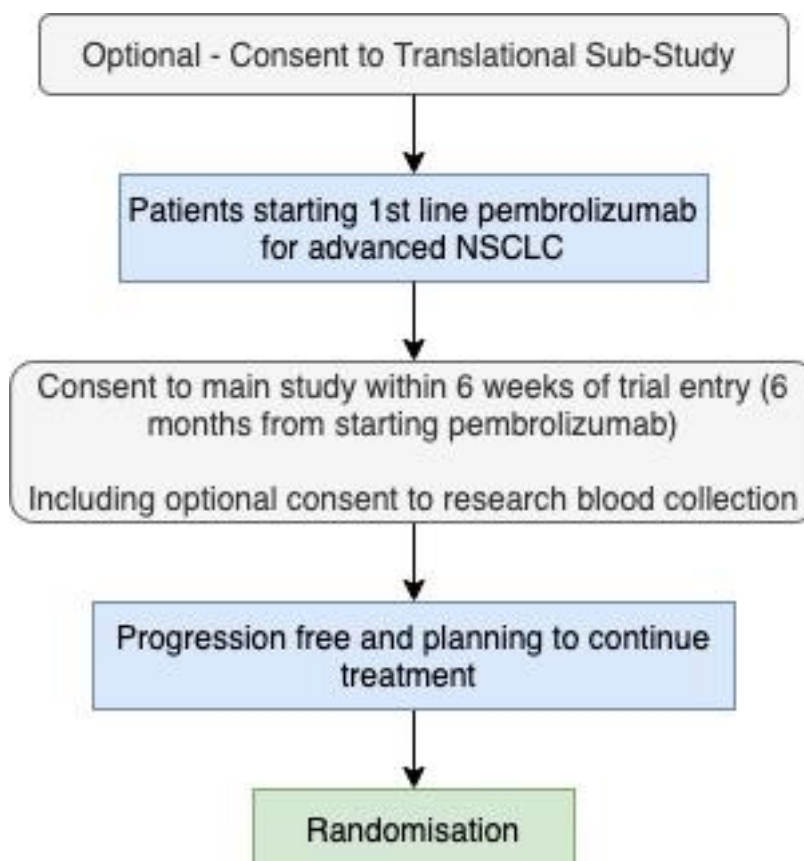 Optional - Consent to Translational Sub-Study
Patients starting 1st line pembrolizumab
for advanced NSCLC
Consent to main study within 6 weeks of trial entry (6
months from starting pembrolizumab)
Including optional consent to research blood collection
Progression free and planning to continue
treatment
Randomisation